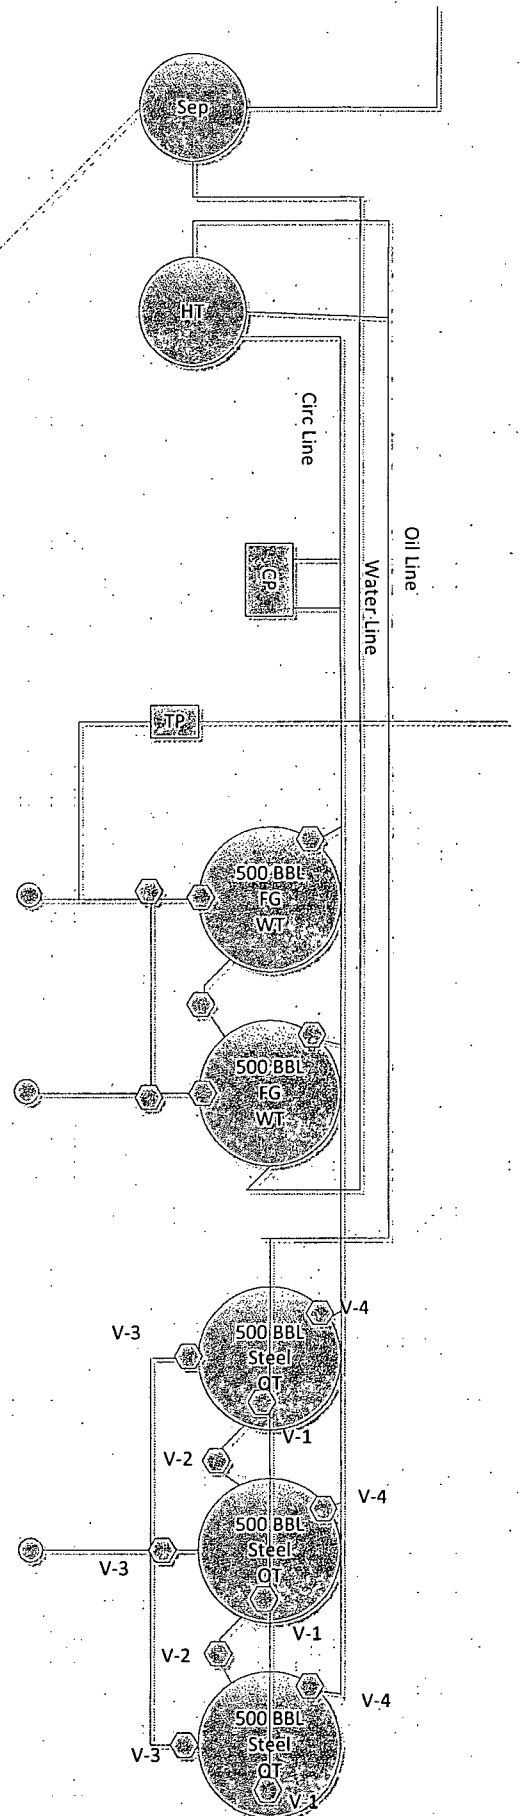 Sep
HT
Circ Line
Oil Line
Water Line
CP
TP
500 BBL
FG
WT
500 BBL
FG
WT
V-4
V-3
500 BBL
Steel
OT
V-1
V-2
V-4
500 BBL
Steel
OT
V-3
V-1
V-2
V-4
500 BBL
Steel
OT
V-3
V-1